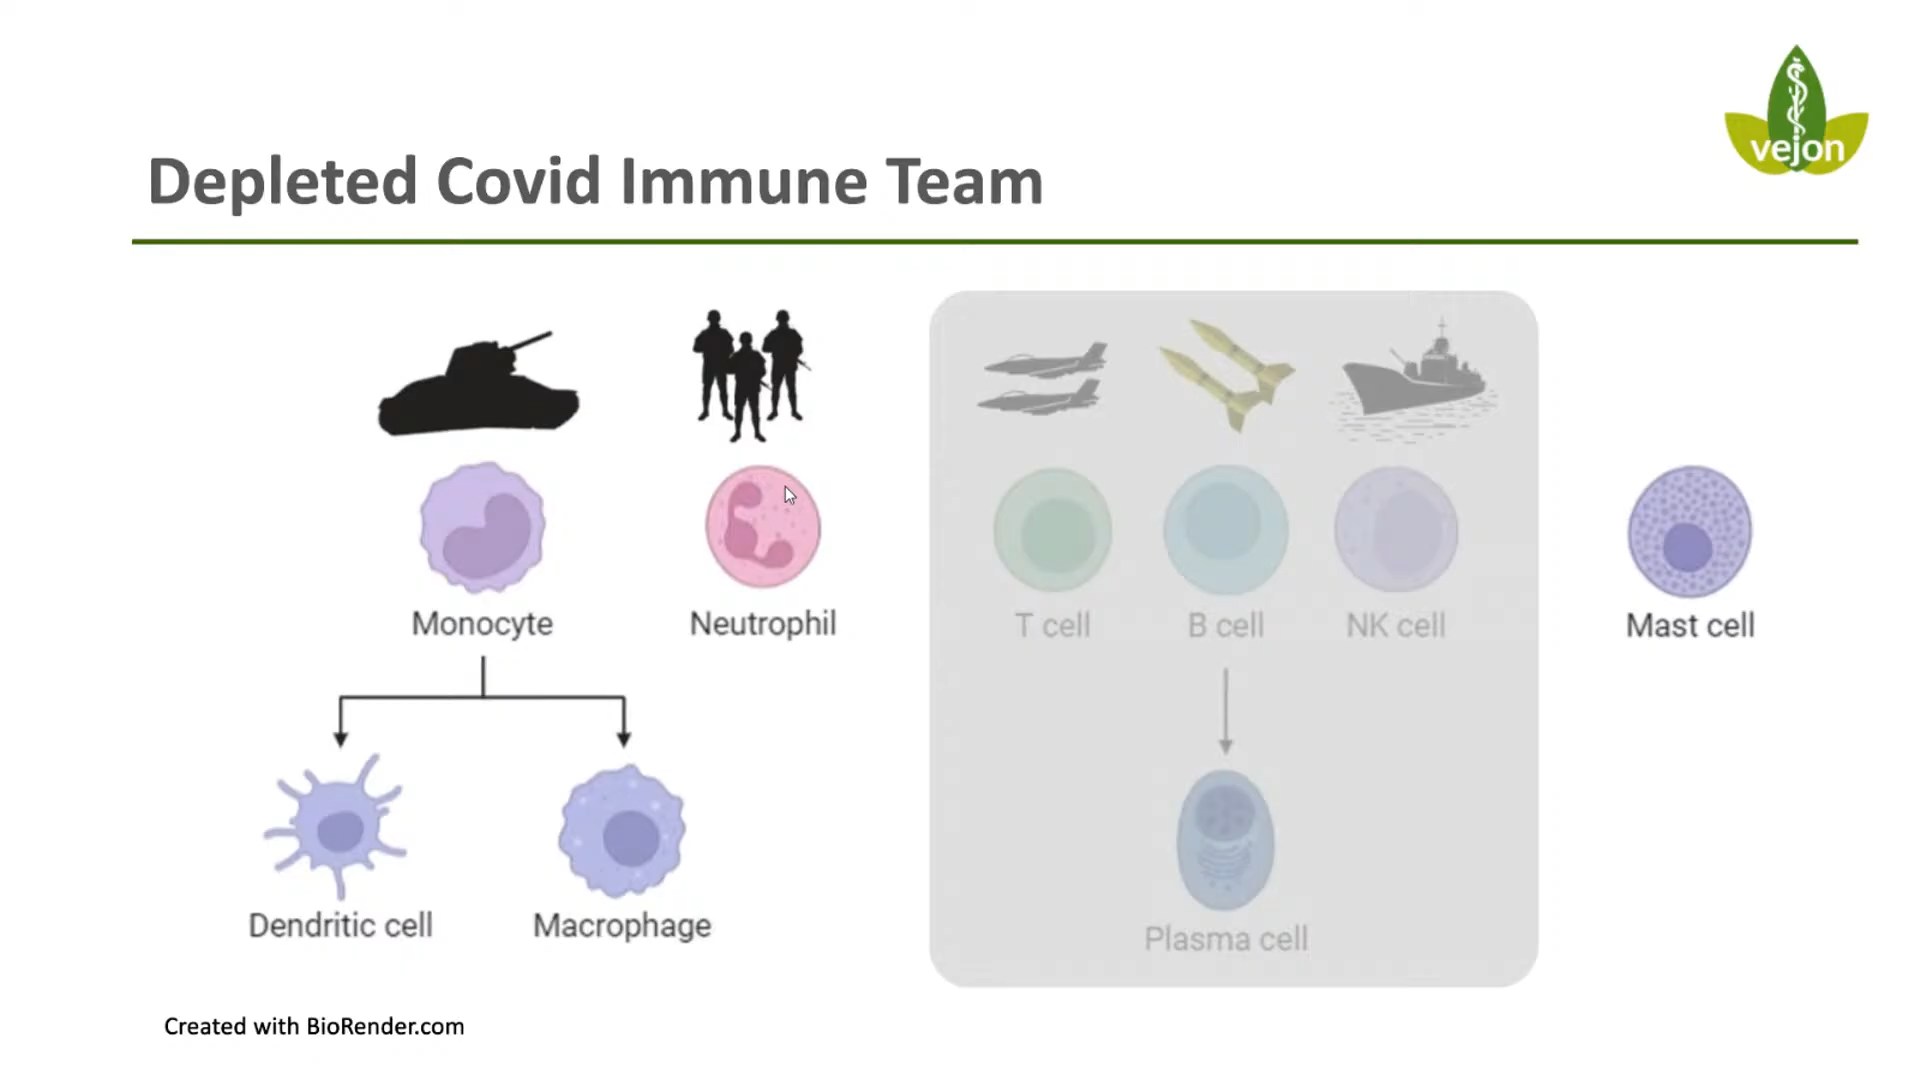 vejon
Depleted Covid Immune Team
Monocyte
Neutrophil
T cell
B cell
NK cell
Mast cell
Dendritic cell
Macrophage
Plasma cell
Created with BioRender.com